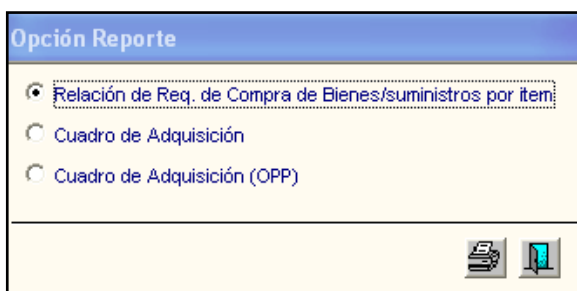 Opción Reporte
Relación de Req. de Compra de Bienes/suministros por item
Cuadro de Adquisición
Cuadro de Adquisición (OPP)